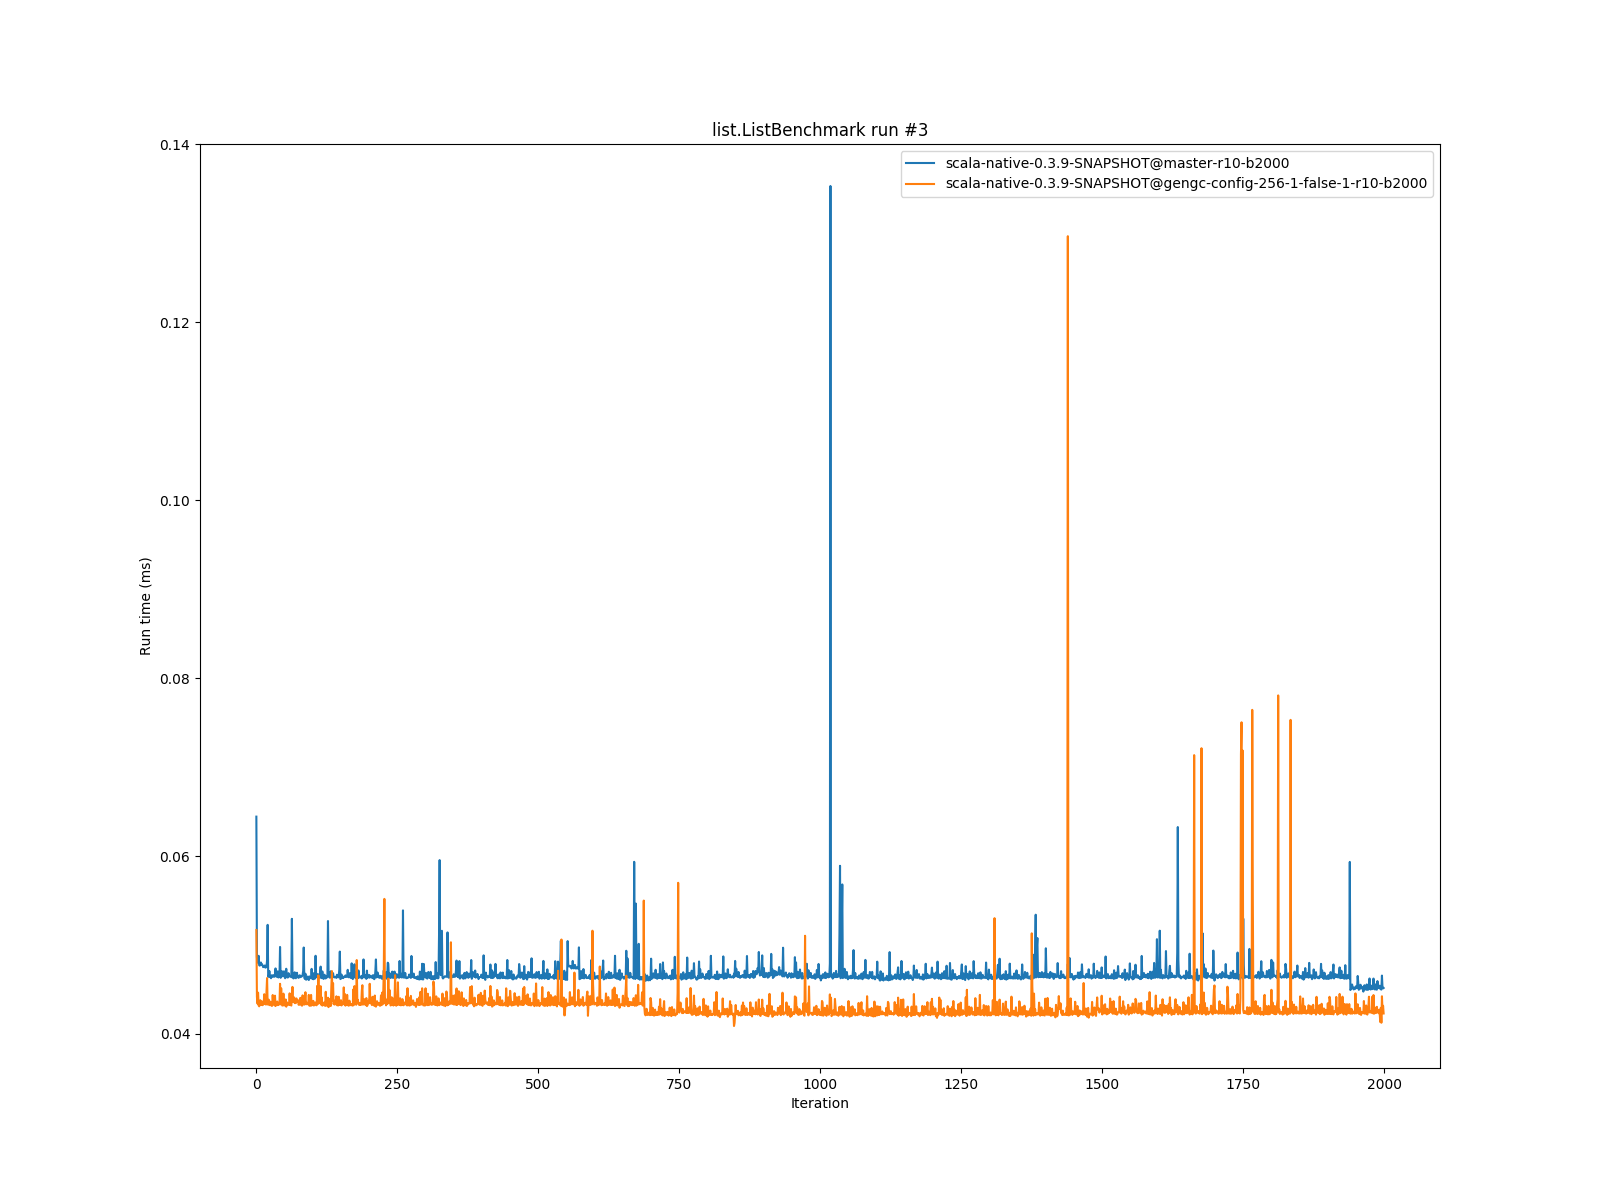 list.ListBenchmark run #3
scala-native-0.3.9-SNAPSHOT@master-r10-b2000
scala-native-0.3.9-SNAPSHOT@gengc-config-256-1-false-1-r10-b2000
Run time (ms)
0.14
0.12
0.10
0.08
0.06
0.04
0 250 500 750 1000 1250 1500 1750 2000
Iteration